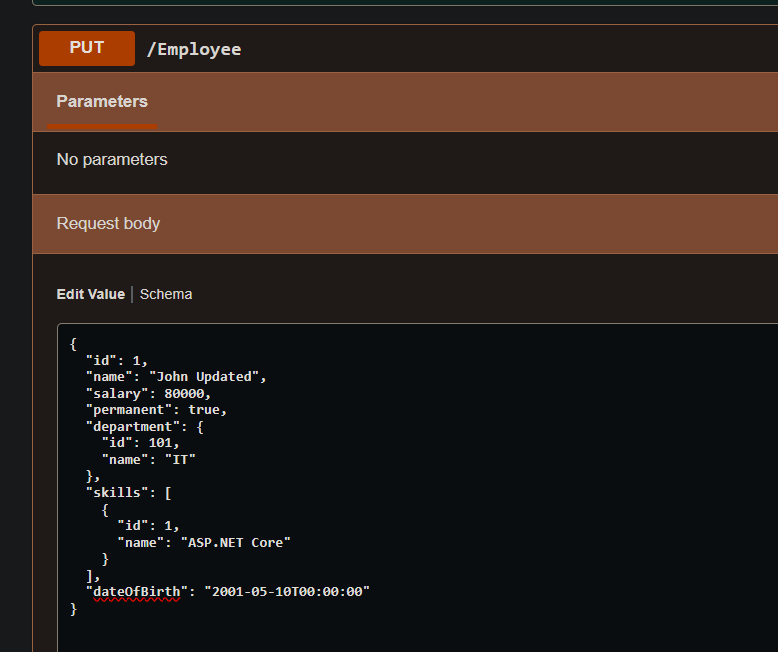 PUT /Employee
Parameters
No parameters
Request body
Edit Value | Schema
{
  "id": 1,
  "name": "John Updated",
  "salary": 80000,
  "permanent": true,
  "department": {
    "id": 101,
    "name": "IT"
  },
  "skills": [
    {
      "id": 1,
      "name": "ASP.NET Core"
    }
  ],
  "dateOfBirth": "2001-05-10T00:00:00"
}